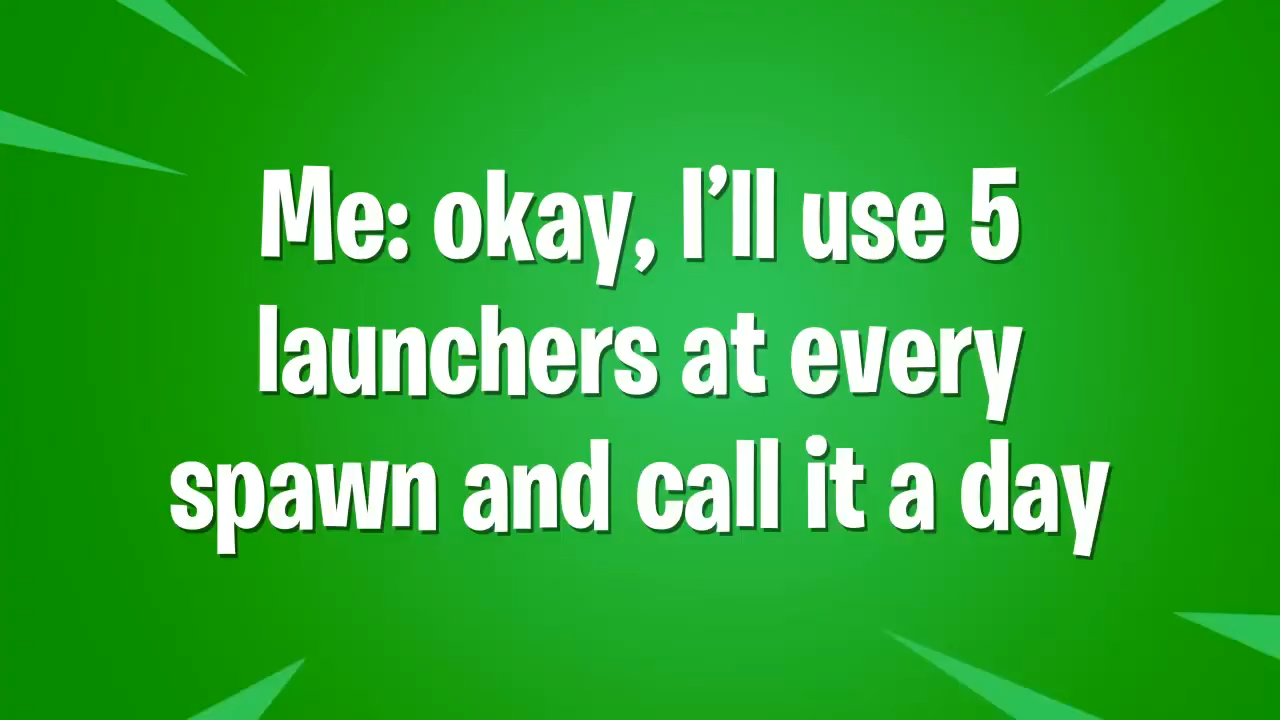 Me: okay, I’ll use 5
launchers at every
spawn and call it a day